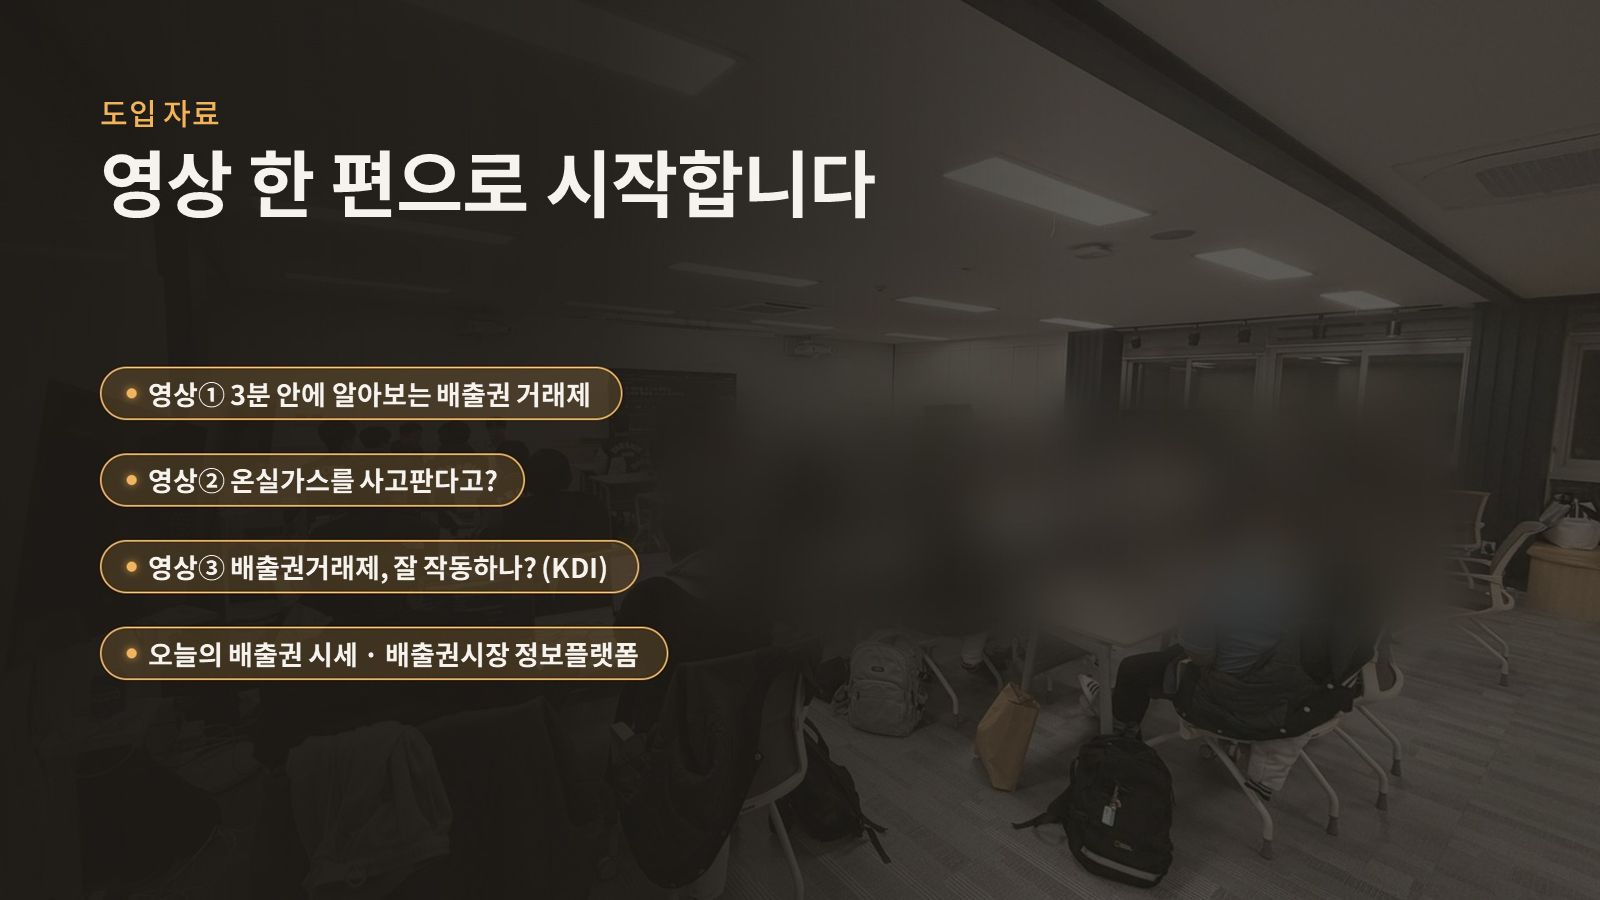 도입 자료
영상 한 편으로 시작합니다
영상① 3분 안에 알아보는 배출권 거래제
영상② 온실가스를 사고판다고?
영상③ 배출권거래제, 잘 작동하나? (KDI)
오늘의 배출권 시세 · 배출권시장 정보플랫폼